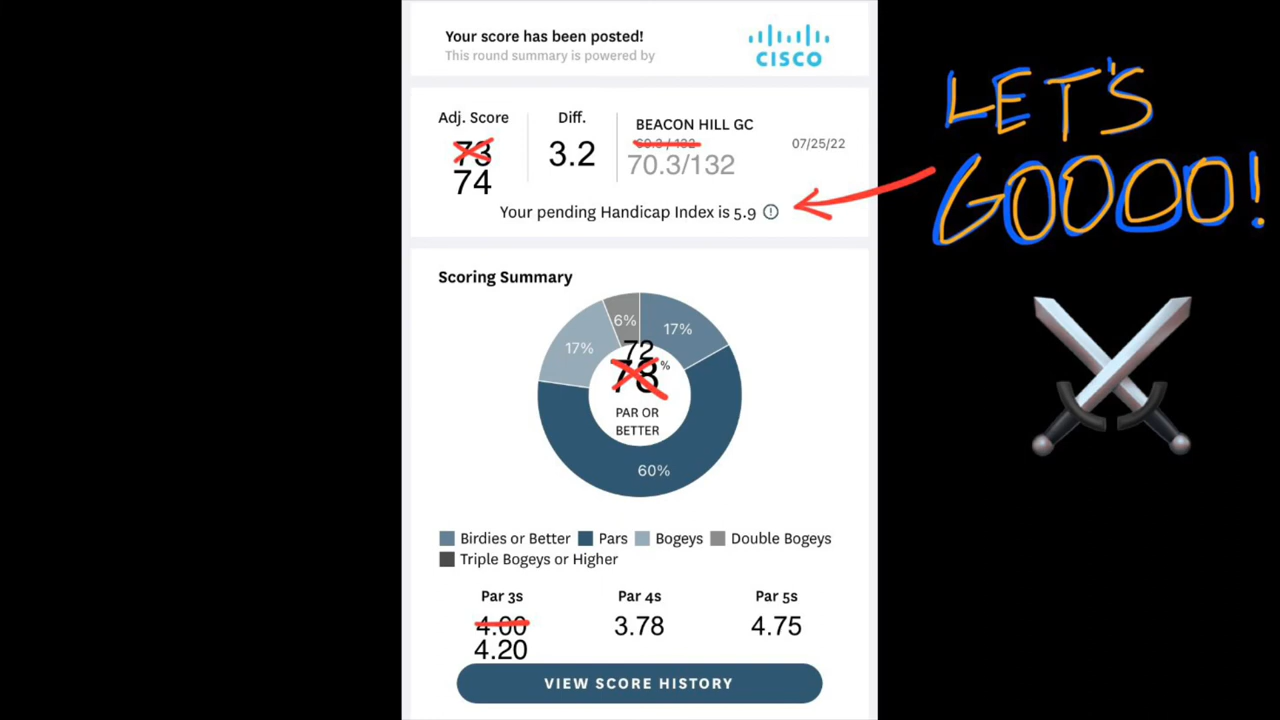 Your score has been posted!
This round summary is powered by
CISCO
LET'S
GOOOO!
Adj. Score
73
74
Diff.
3.2
BEACON HILL GC
70.3/132
07/25/22
Your pending Handicap Index is 5.9
Scoring Summary
6%
17%
17%
72
78%
PAR OR
BETTER
60%
Birdies or Better Pars Bogeys Double Bogeys
Triple Bogeys or Higher
Par 3s Par 4s Par 5s
4.00 3.78 4.75
4.20
VIEW SCORE HISTORY